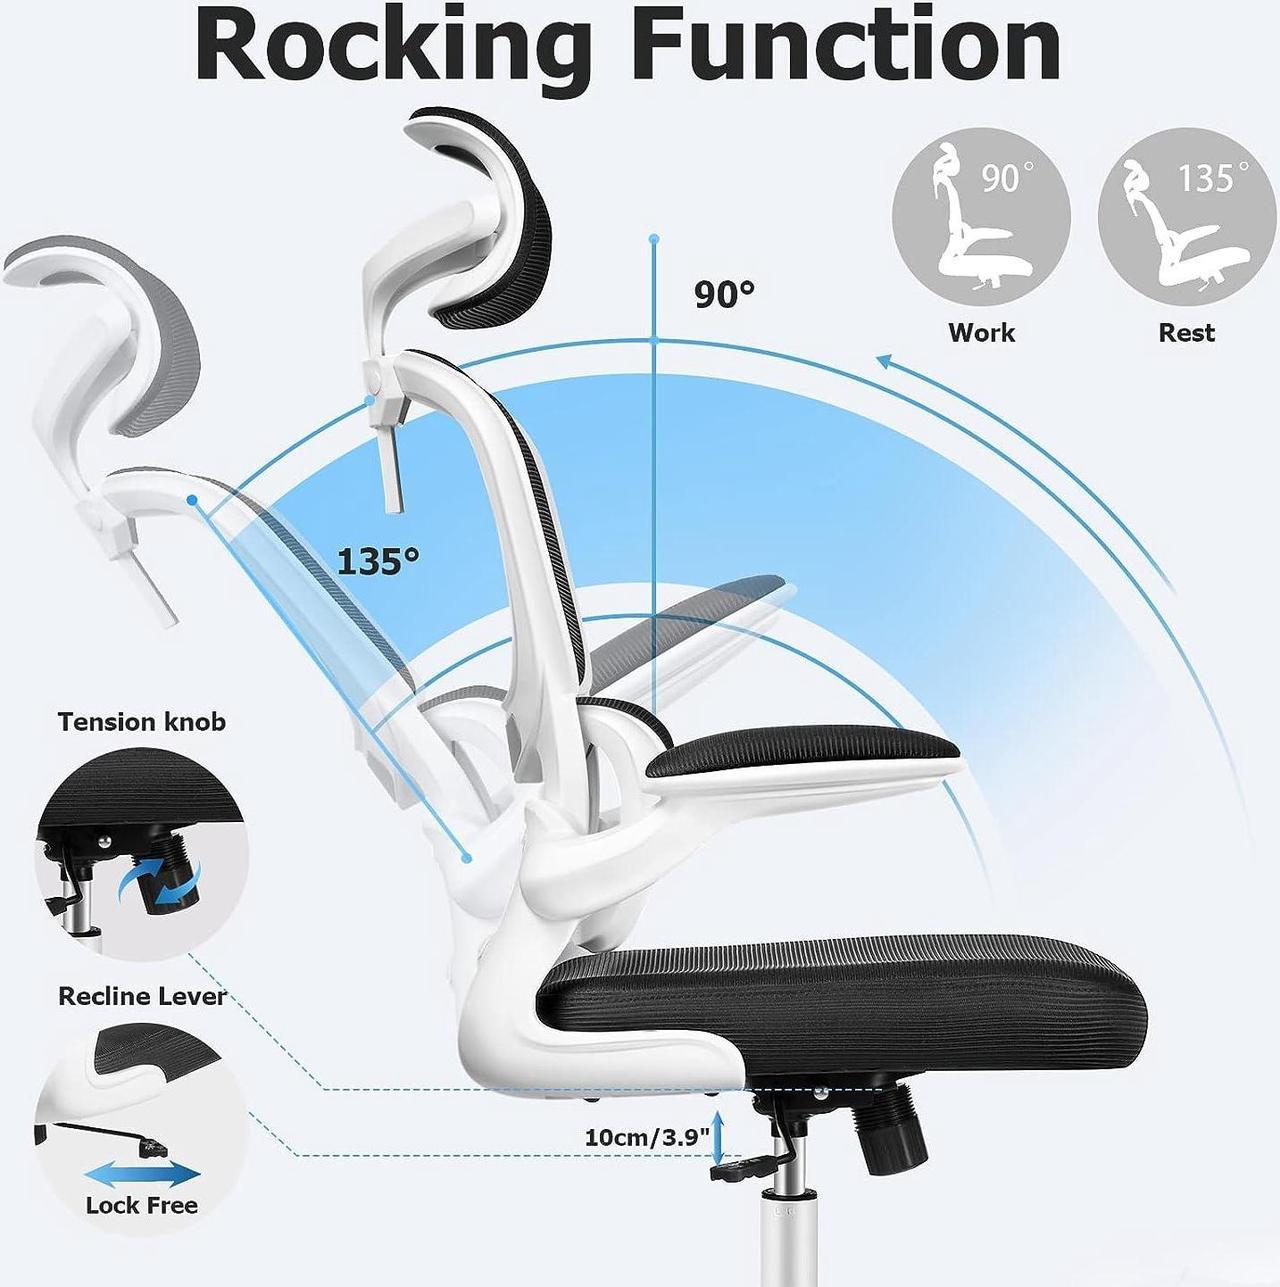 Rocking Function
90°
135°
Work
Rest
90°
135°
Tension knob
Recline Lever
10cm/3.9"
Lock Free